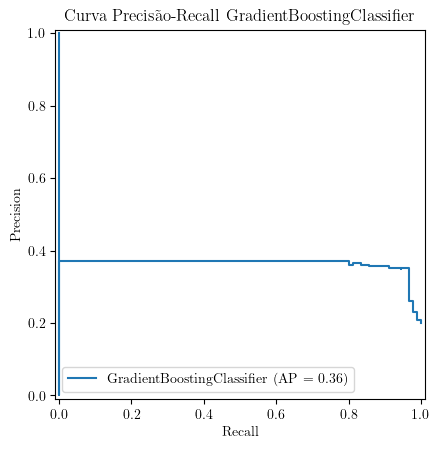 Curva Precisão-Recall GradientBoostingClassifier
1.0
0.8
0.6
0.4
0.2
0.0
Precision
GradientBoostingClassifier (AP = 0.36)
0.0 0.2 0.4 0.6 0.8 1.0
Recall